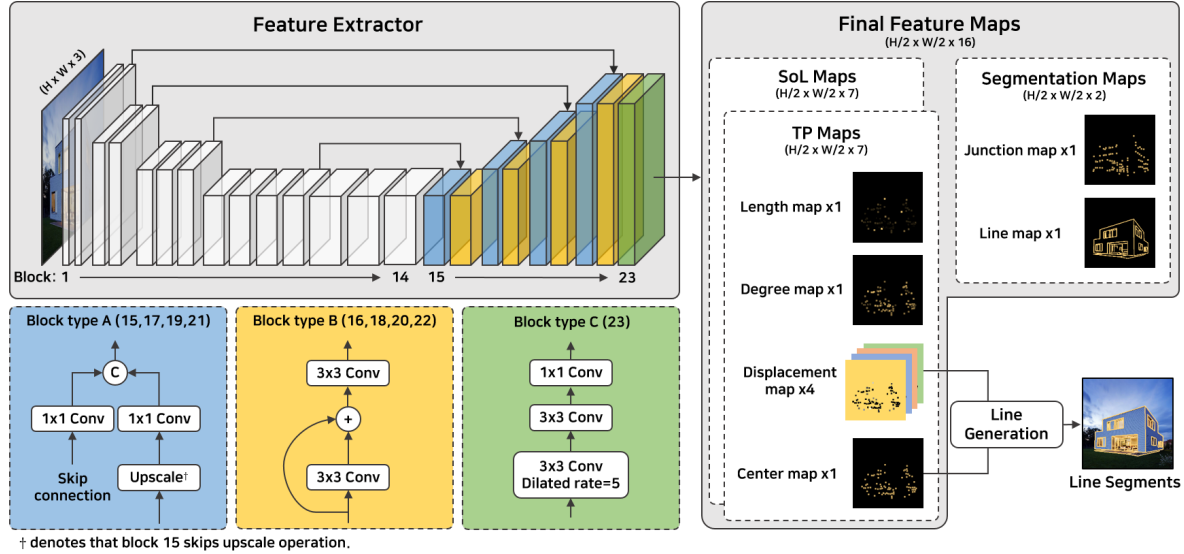 Feature Extractor
(H x W x 3)
Block: 1
14
15
23
Final Feature Maps
(H/2 x W/2 x 16)
SoL Maps
(H/2 x W/2 x 7)
TP Maps
(H/2 x W/2 x 7)
Length map x1
Degree map x1
Displacement
map x4
Center map x1
Segmentation Maps
(H/2 x W/2 x 2)
Junction map x1
Line map x1
Line
Generation
Line Segments
Block type A (15,17,19,21)
C
1x1 Conv
1x1 Conv
Skip
connection
Upscale†
Block type B (16,18,20,22)
3x3 Conv
+
3x3 Conv
Block type C (23)
1x1 Conv
3x3 Conv
3x3 Conv
Dilated rate=5
† denotes that block 15 skips upscale operation.